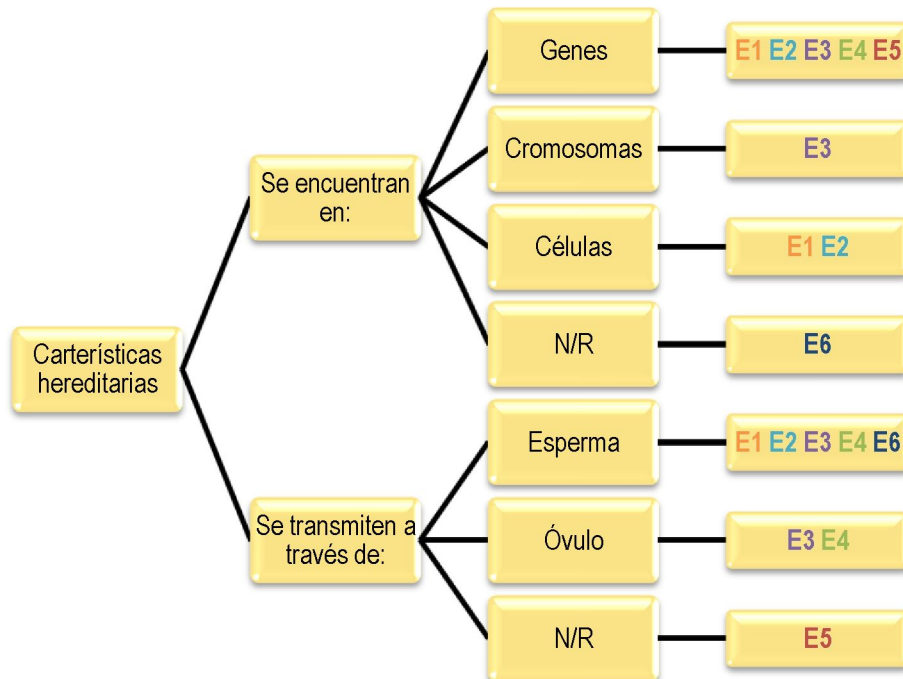 Genes
E1 E2 E3 E4 E5
Cromosomas
E3
Se encuentran
en:
Células
E1 E2
N/R
E6
Carterísticas
hereditarias
Esperma
E1 E2 E3 E4 E6
Se transmiten a
través de:
Óvulo
E3 E4
N/R
E5